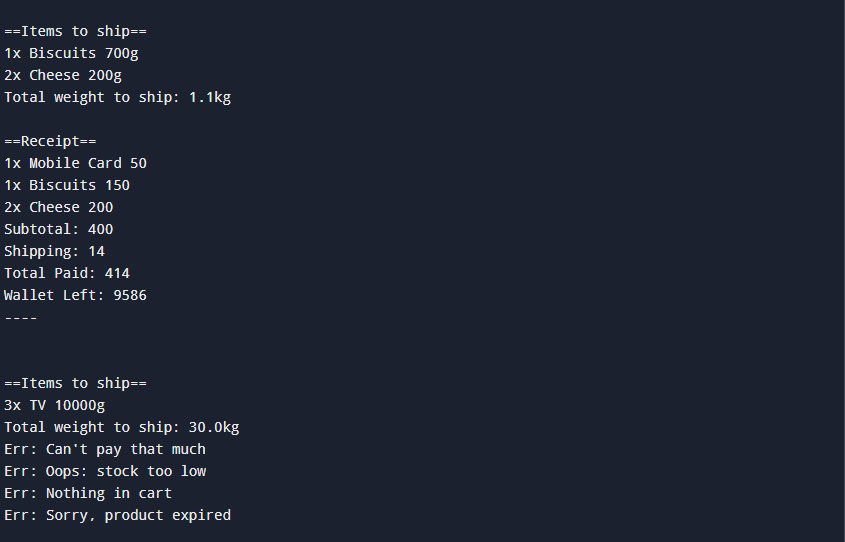 ==Items to ship==
1x Biscuits 700g
2x Cheese 200g
Total weight to ship: 1.1kg
==Receipt==
1x Mobile Card 50
1x Biscuits 150
2x Cheese 200
Subtotal: 400
Shipping: 14
Total Paid: 414
Wallet Left: 9586
----
==Items to ship==
3x TV 10000g
Total weight to ship: 30.0kg
Err: Can't pay that much
Err: Oops: stock too low
Err: Nothing in cart
Err: Sorry, product expired